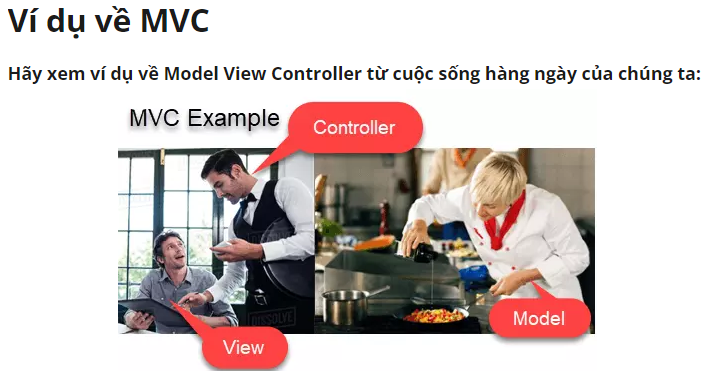 Ví dụ về MVC
Hãy xem ví dụ về Model View Controller từ cuộc sống hàng ngày của chúng ta:
MVC Example
Controller
View
Model
DISSOLVE